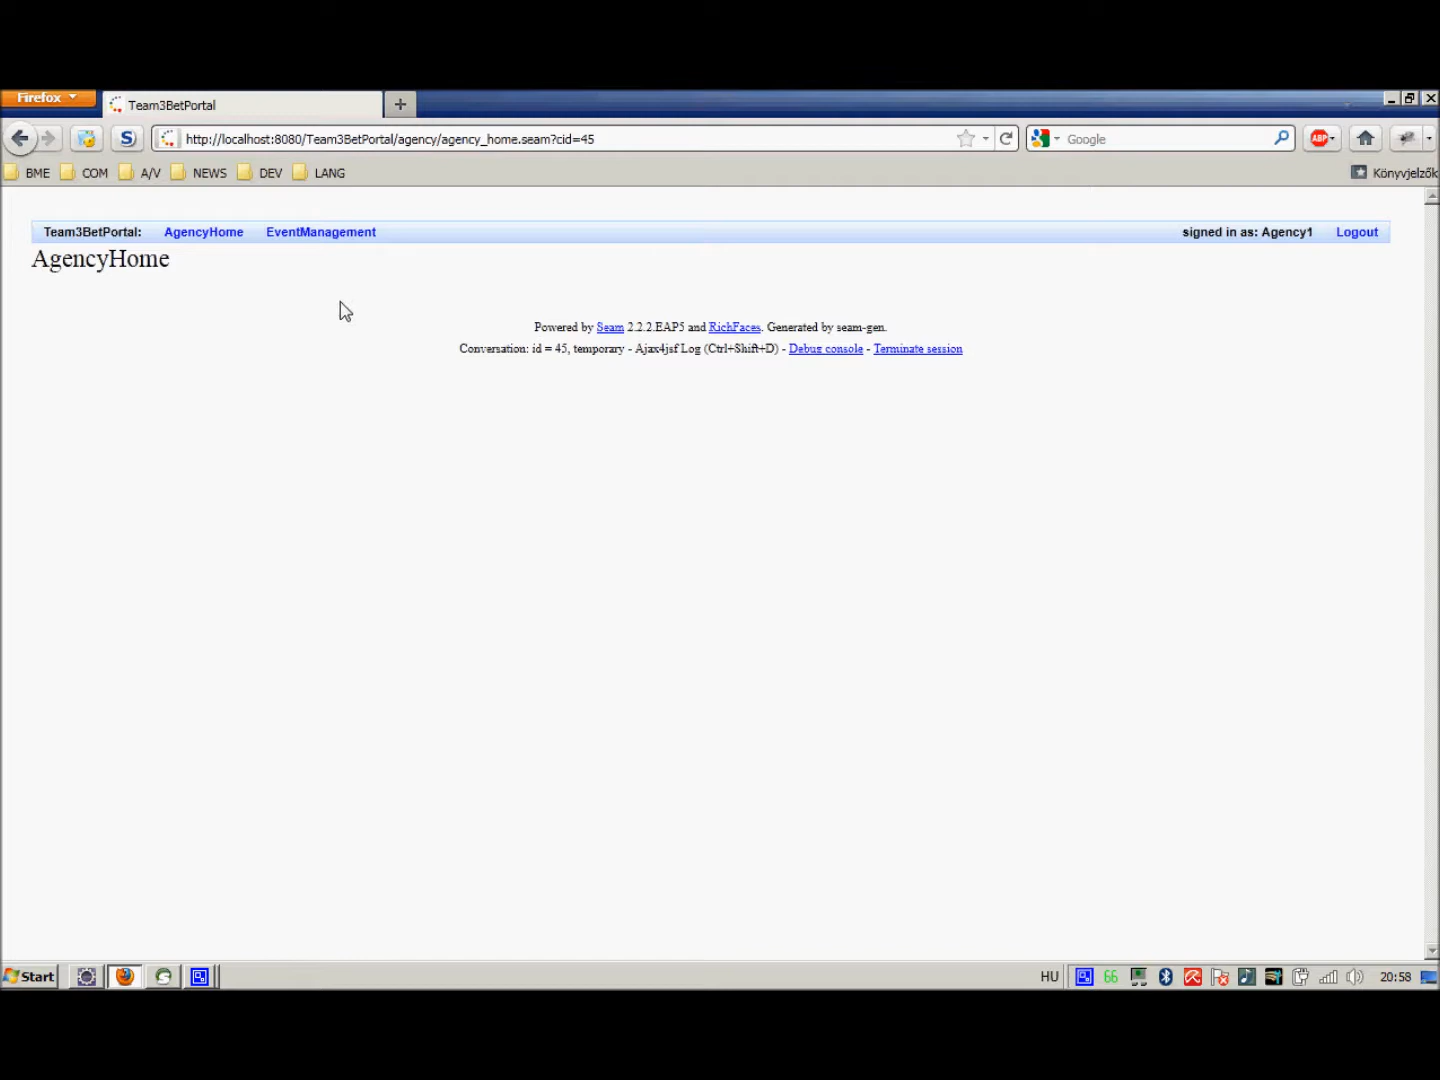 Firefox
Team3BetPortal
http://localhost:8080/Team3BetPortal/agency/agency_home.seam?cid=45
Google
ABP
BME COM A/V NEWS DEV LANG Könyvjelzők
Team3BetPortal: AgencyHome EventManagement signed in as: Agency1 Logout
AgencyHome
Powered by Seam 2.2.2.EAP5 and RichFaces. Generated by seam-gen.
Conversation: id = 45, temporary - Ajax4jsf Log (Ctrl+Shift+D) - Debug console - Terminate session
Start HU 66 20:58